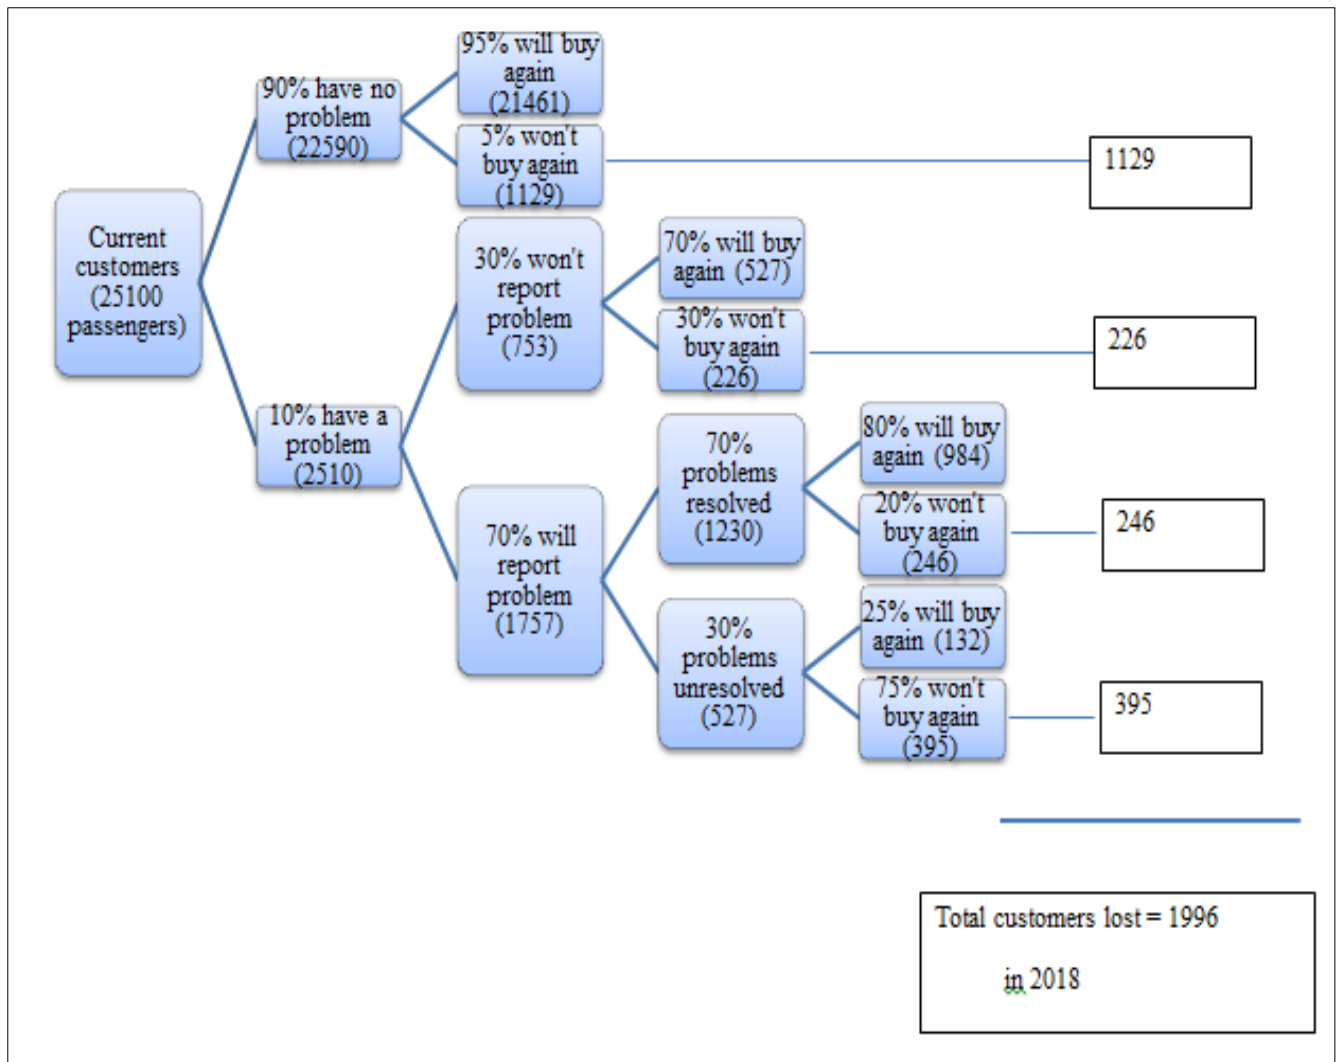 Current
customers
(25100
passengers)
90% have no
problem
(22590)
95% will buy
again
(21461)
5% won't
buy again
(1129)
1129
10% have a
problem
(2510)
30% won't
report
problem
(753)
70% will buy
again (527)
30% won't
buy again
(226)
226
70% will
report
problem
(1757)
70%
problems
resolved
(1230)
80% will buy
again (984)
20% won't
buy again
(246)
246
30%
problems
unresolved
(527)
25% will buy
again (132)
75% won't
buy again
(395)
395
Total customers lost = 1996
in 2018